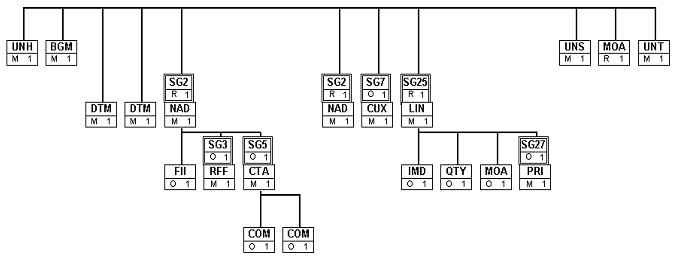 UNH BGM UNS MOA UNT
M 1 M 1 M 1 R 1 M 1
SG2 SG2 SG7 SG25
R 1 R 1 O 1 R 1
DTM DTM NAD NAD CUX LIN
M 1 M 1 M 1 M 1 M 1 M 1
SG3 SG5 SG27
O 1 O 1 O 1
FII RFF CTA IMD QTY MOA PRI
O 1 M 1 M 1 O 1 O 1 O 1 M 1
COM COM
O 1 O 1